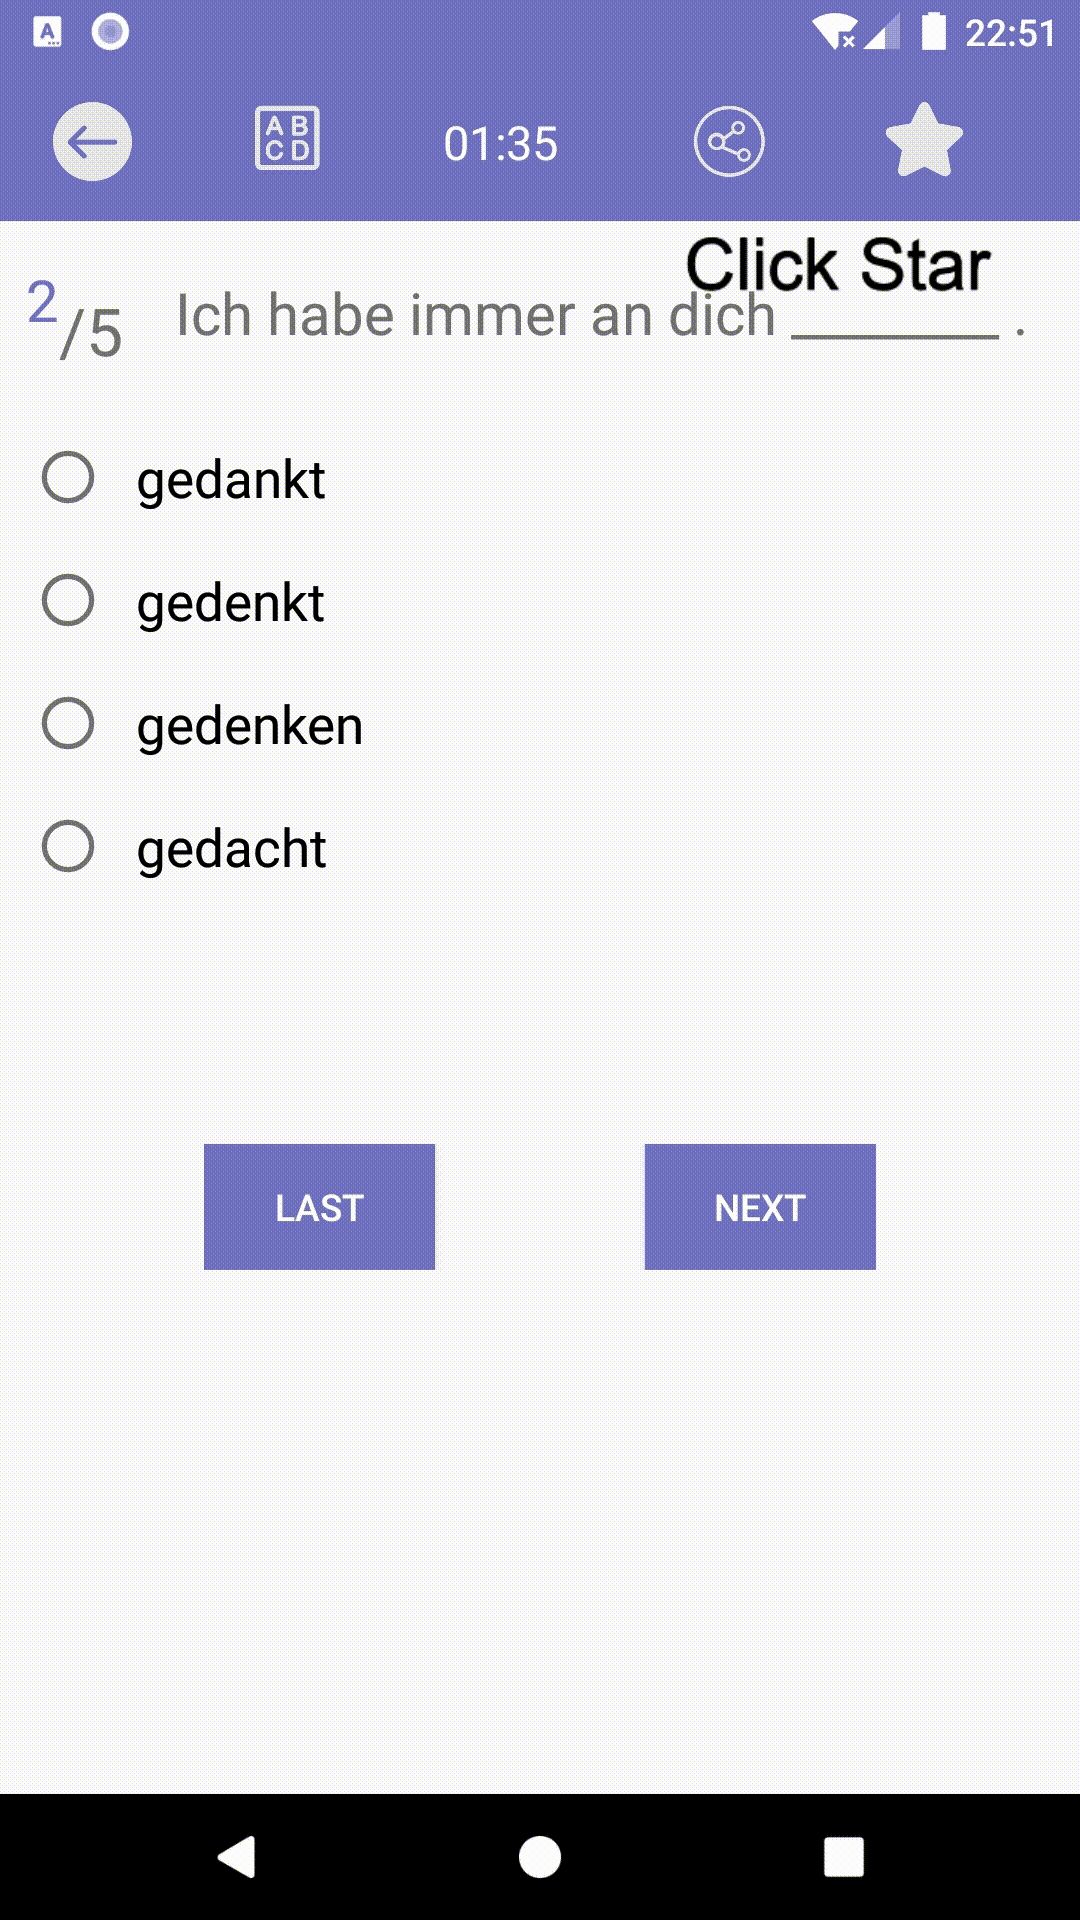 A
22:51
A B
C D
01:35
Click Star
2/5
Ich habe immer an dich ________ .
gedankt
gedenkt
gedenken
gedacht
LAST
NEXT